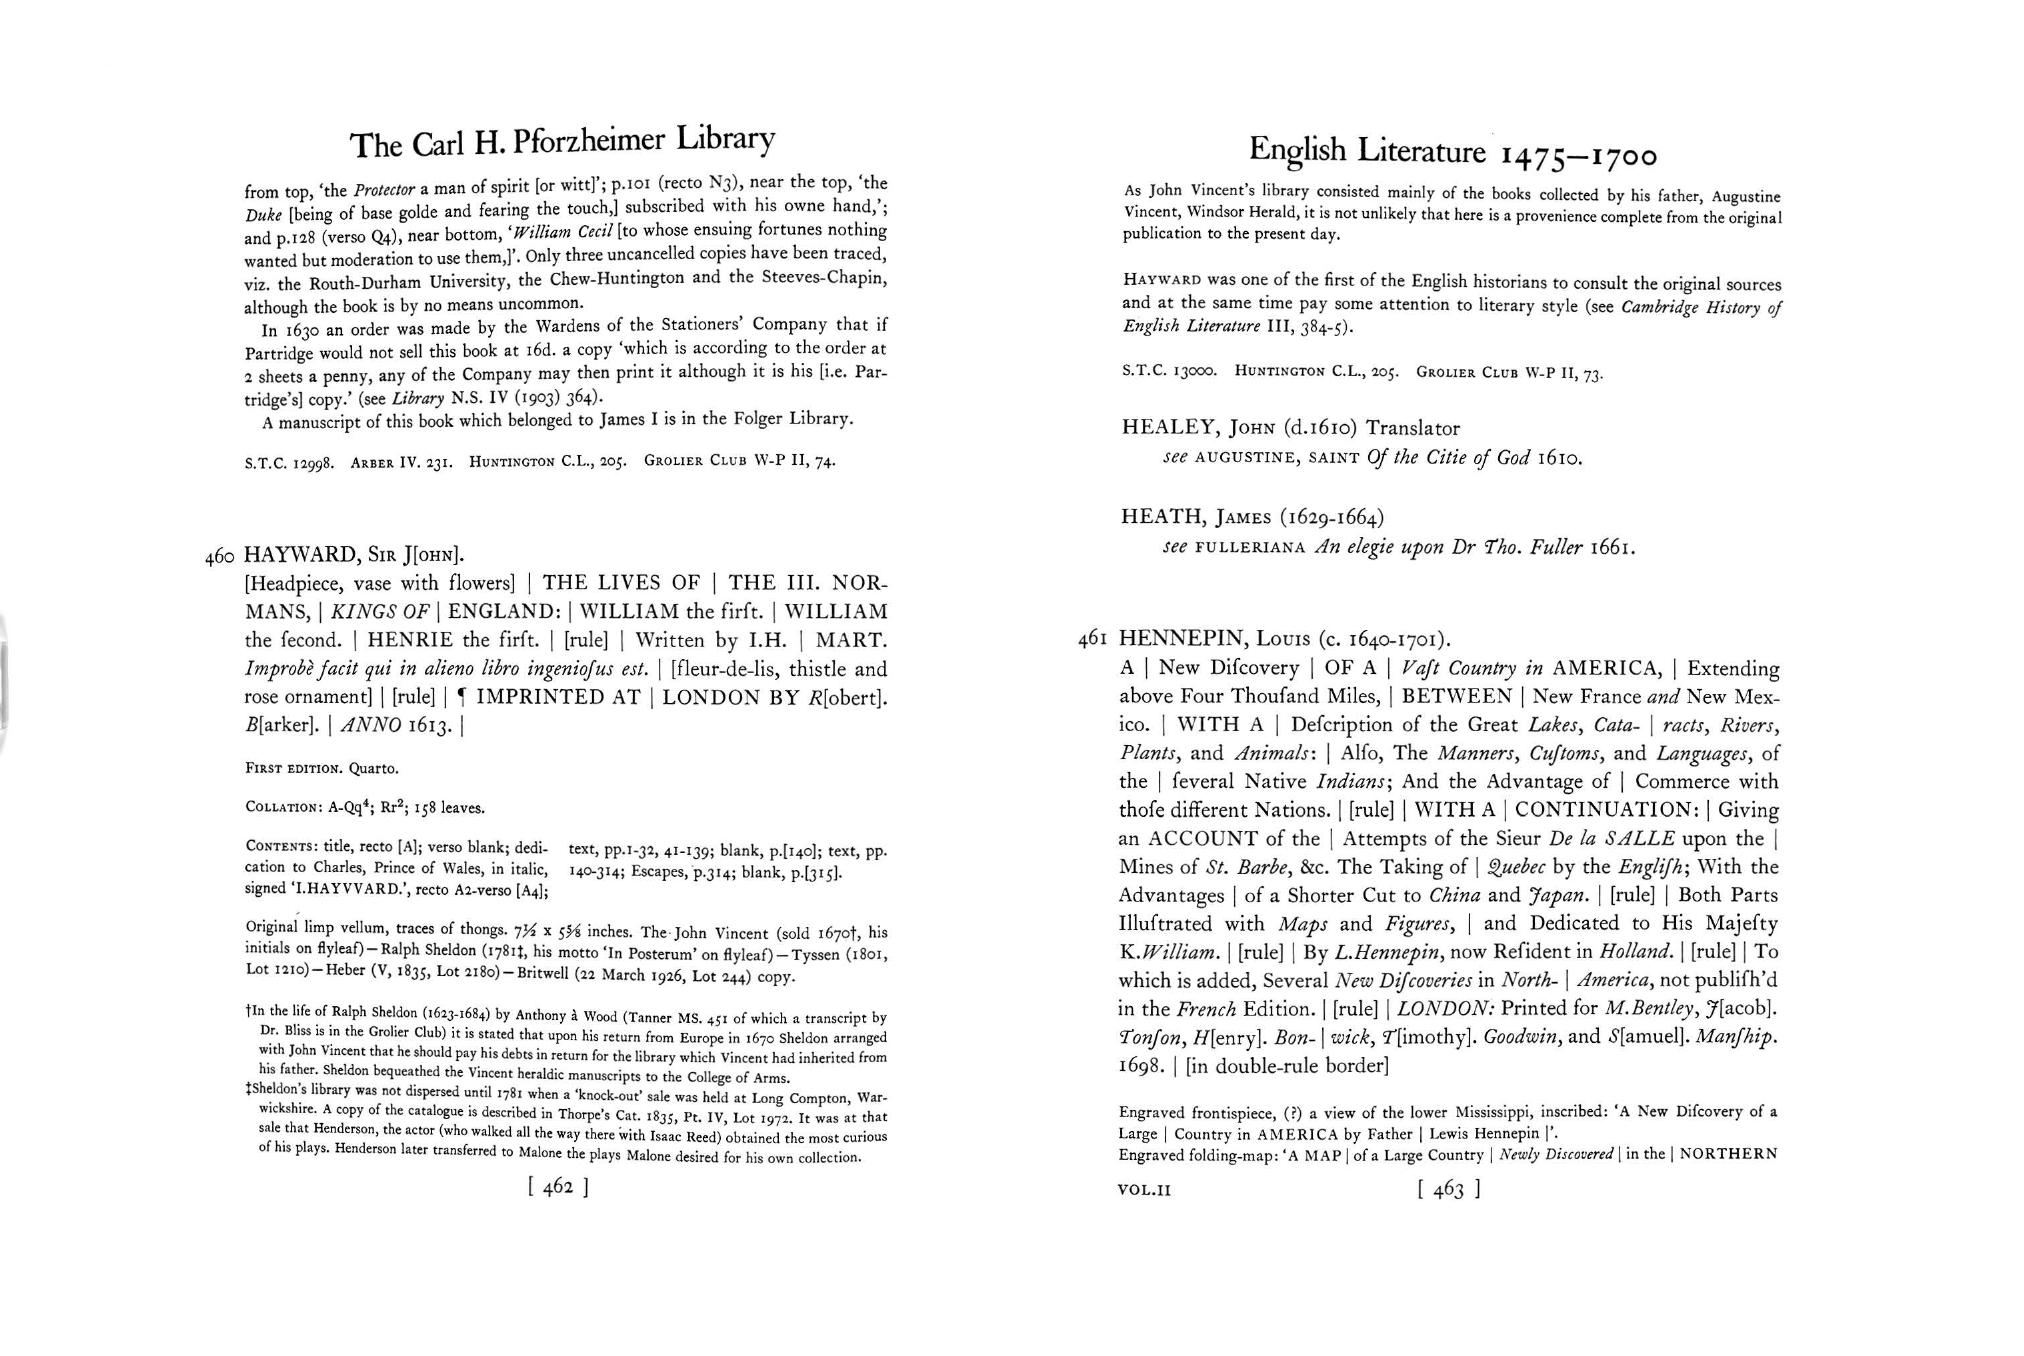 The Carl H. Pforzheimer Library
from top, ‘the Protector a man of spirit [or witt]’; p.101 (recto N3), near the top, ‘the
Duke [being of base golde and fearing the touch,] subscribed with his owne hand,’;
and p.128 (verso Q4), near bottom, ‘William Cecil [to whose ensuing fortunes nothing
wanted but moderation to use them,]’. Only three uncancelled copies have been traced,
viz. the Routh-Durham University, the Chew-Huntington and the Steeves-Chapin,
although the book is by no means uncommon.
In 1630 an order was made by the Wardens of the Stationers’ Company that if
Partridge would not sell this book at 16d. a copy ‘which is according to the order at
2 sheets a penny, any of the Company may then print it although it is his [i.e. Par-
tridge’s] copy.’ (see Library N.S. IV (1903) 364).
A manuscript of this book which belonged to James I is in the Folger Library.
S.T.C. 12998. ARBER IV. 231. HUNTINGTON C.L., 205. GROLIER CLUB W-P II, 74.
460 HAYWARD, SIR J[OHN].
[Headpiece, vase with flowers] | THE LIVES OF | THE III. NOR-
MANS, | KINGS OF | ENGLAND: | WILLIAM the firſt. | WILLIAM
the ſecond. | HENRIE the firſt. | [rule] | Written by I.H. | MART.
Improbè facit qui in alieno libro ingenioſus est. | [fleur-de-lis, thistle and
rose ornament] | [rule] | ¶ IMPRINTED AT | LONDON BY R[obert].
B[arker]. | ANNO 1613. |
FIRST EDITION. Quarto.
COLLATION: A-Qq⁴; Rr²; 158 leaves.
CONTENTS: title, recto [A]; verso blank; dedi-
cation to Charles, Prince of Wales, in italic,
signed ‘I.HAYVVARD.’, recto A2-verso [A4];
text, pp.1-32, 41-139; blank, p.[140]; text, pp.
140-314; Escapes, p.314; blank, p.[315].
Original limp vellum, traces of thongs. 7½ x 5⅝ inches. The John Vincent (sold 1670†, his
initials on flyleaf)—Ralph Sheldon (1781‡, his motto ‘In Posterum’ on flyleaf)—Tyssen (1801,
Lot 1210)—Heber (V, 1835, Lot 2180)—Britwell (22 March 1926, Lot 244) copy.
†In the life of Ralph Sheldon (1623-1684) by Anthony à Wood (Tanner MS. 451 of which a transcript by
Dr. Bliss is in the Grolier Club) it is stated that upon his return from Europe in 1670 Sheldon arranged
with John Vincent that he should pay his debts in return for the library which Vincent had inherited from
his father. Sheldon bequeathed the Vincent heraldic manuscripts to the College of Arms.
‡Sheldon’s library was not dispersed until 1781 when a ‘knock-out’ sale was held at Long Compton, War-
wickshire. A copy of the catalogue is described in Thorpe’s Cat. 1835, Pt. IV, Lot 1972. It was at that
sale that Henderson, the actor (who walked all the way there with Isaac Reed) obtained the most curious
of his plays. Henderson later transferred to Malone the plays Malone desired for his own collection.
[ 462 ]
English Literature 1475—1700
As John Vincent’s library consisted mainly of the books collected by his father, Augustine
Vincent, Windsor Herald, it is not unlikely that here is a provenience complete from the original
publication to the present day.
HAYWARD was one of the first of the English historians to consult the original sources
and at the same time pay some attention to literary style (see Cambridge History of
English Literature III, 384-5).
S.T.C. 13000. HUNTINGTON C.L., 205. GROLIER CLUB W-P II, 73.
HEALEY, JOHN (d.1610) Translator
see AUGUSTINE, SAINT Of the Citie of God 1610.
HEATH, JAMES (1629-1664)
see FULLERIANA An elegie upon Dr Tho. Fuller 1661.
461 HENNEPIN, LOUIS (c. 1640-1701).
A | New Diſcovery | OF A | Vaſt Country in AMERICA, | Extending
above Four Thouſand Miles, | BETWEEN | New France and New Mex-
ico. | WITH A | Deſcription of the Great Lakes, Cata- | racts, Rivers,
Plants, and Animals: | Alſo, The Manners, Cuſtoms, and Languages, of
the | ſeveral Native Indians; And the Advantage of | Commerce with
thoſe different Nations. | [rule] | WITH A | CONTINUATION: | Giving
an ACCOUNT of the | Attempts of the Sieur De la SALLE upon the |
Mines of St. Barbe, &c. The Taking of | Quebec by the Engliſh; With the
Advantages | of a Shorter Cut to China and Japan. | [rule] | Both Parts
Illuſtrated with Maps and Figures, | and Dedicated to His Majeſty
K.William. | [rule] | By L.Hennepin, now Reſident in Holland. | [rule] | To
which is added, Several New Diſcoveries in North- | America, not publiſh’d
in the French Edition. | [rule] | LONDON: Printed for M.Bentley, J[acob].
Tonſon, H[enry]. Bon- | wick, T[imothy]. Goodwin, and S[amuel]. Manſhip.
1698. | [in double-rule border]
Engraved frontispiece, (?) a view of the lower Mississippi, inscribed: ‘A New Diſcovery of a
Large | Country in AMERICA by Father | Lewis Hennepin |’.
Engraved folding-map: ‘A MAP | of a Large Country | Newly Discovered | in the | NORTHERN
VOL.II
[ 463 ]